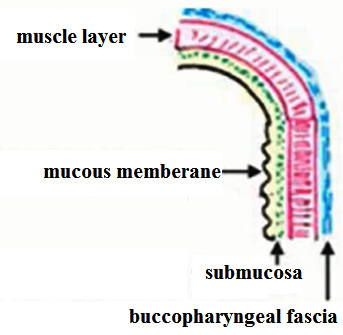 muscle layer
mucous memberane
submucosa
buccopharyngeal fascia